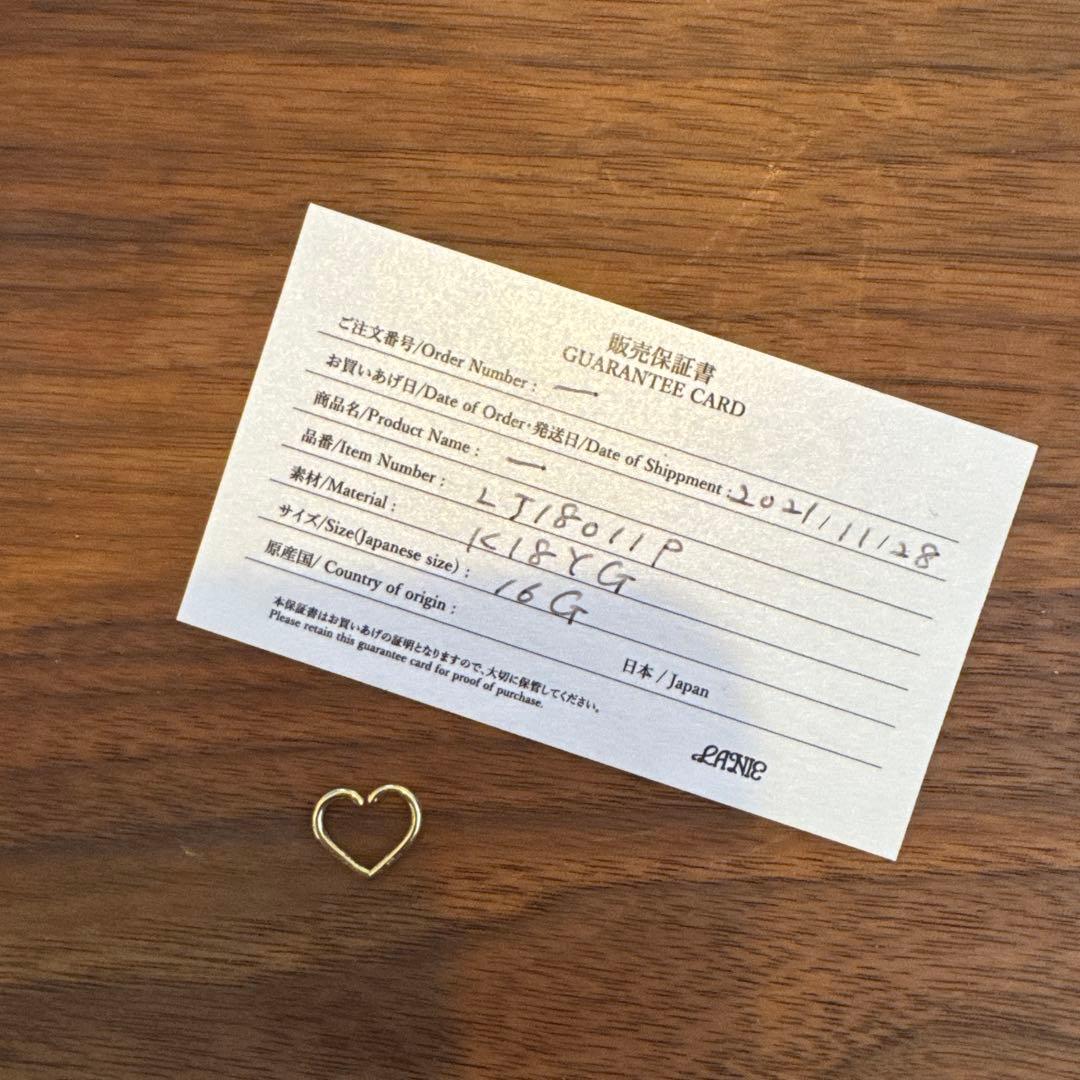 販売保証書
GUARANTEE CARD
ご注文番号/Order Number : —
お買いあげ日/Date of Order・発送日/Date of Shippment : 2021/11/28
商品名/Product Name : —
品番/Item Number : LJ18011P
素材/Material : K18YG
サイズ/Size(Japanese size) : 16G
原産国/ Country of origin : 日本 / Japan
本保証書はお買いあげの証明となりますので、大切に保管してください。
Please retain this guarantee card for proof of purchase.
LANIE